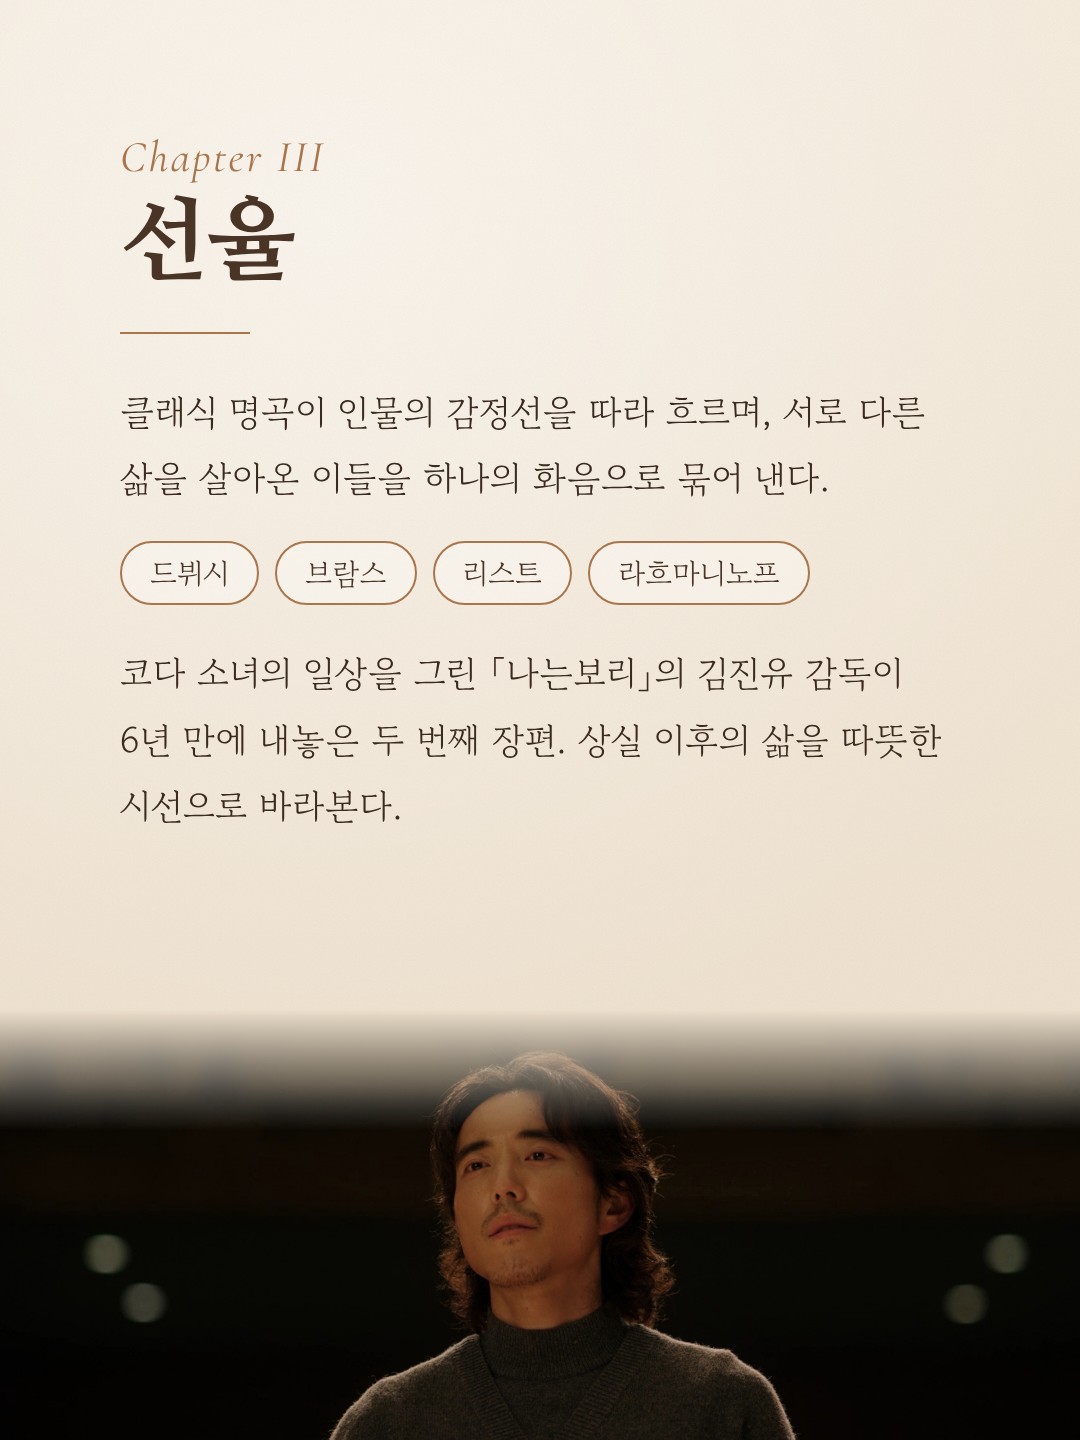 Chapter III
선율
클래식 명곡이 인물의 감정선을 따라 흐르며, 서로 다른
삶을 살아온 이들을 하나의 화음으로 묶어 낸다.
드뷔시 브람스 리스트 라흐마니노프
코다 소녀의 일상을 그린 「나는보리」의 김진유 감독이
6년 만에 내놓은 두 번째 장편. 상실 이후의 삶을 따뜻한
시선으로 바라본다.